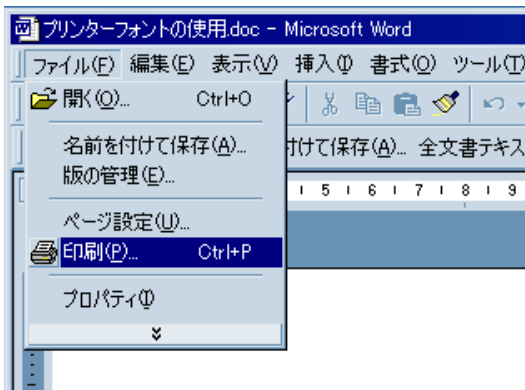 プリンターフォントの使用.doc - Microsoft Word
ファイル(F) 編集(E) 表示(V) 挿入(I) 書式(O) ツール(T)
開く(O)... Ctrl+O
名前を付けて保存(A)...
付けて保存(A)... 全文書テキス
版の管理(E)...
5 6 7 8 9
ページ設定(U)...
印刷(P)... Ctrl+P
プロパティ(I)